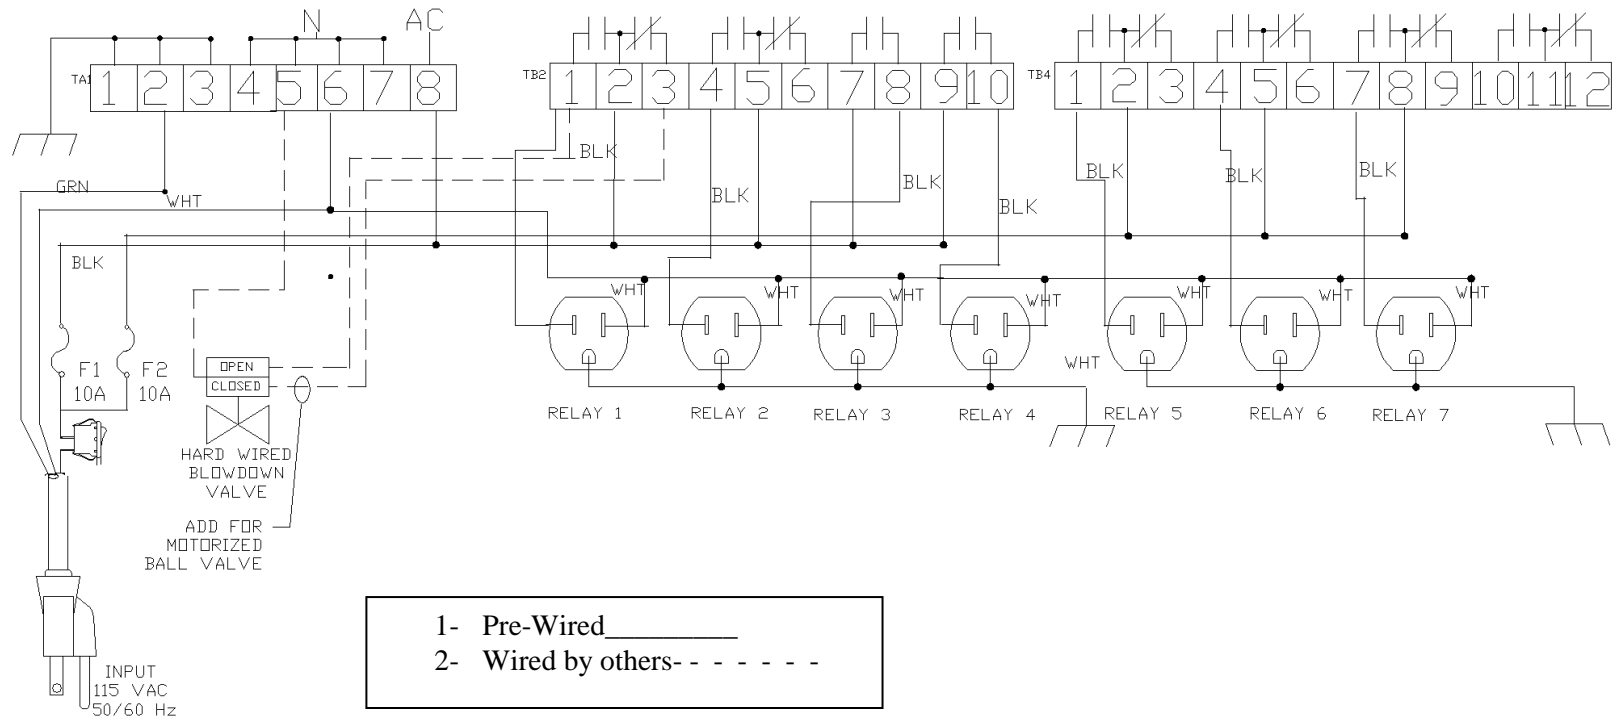 N
AC
TA1 1 2 3 4 5 6 7 8
TB2 1 2 3 4 5 6 7 8 9 10
TB4 1 2 3 4 5 6 7 8 9 10 11 12
BLK
BLK
BLK
BLK
BLK
BLK
BLK
GRN
WHT
BLK
WHT
WHT
WHT
WHT
WHT
WHT
WHT
WHT
F1
10A
F2
10A
OPEN
CLOSED
HARD WIRED
BLOWDOWN
VALVE
ADD FOR
MOTORIZED
BALL VALVE
RELAY 1
RELAY 2
RELAY 3
RELAY 4
RELAY 5
RELAY 6
RELAY 7
INPUT
115 VAC
50/60 Hz
1- Pre-Wired_________
2- Wired by others- - - - - - - -